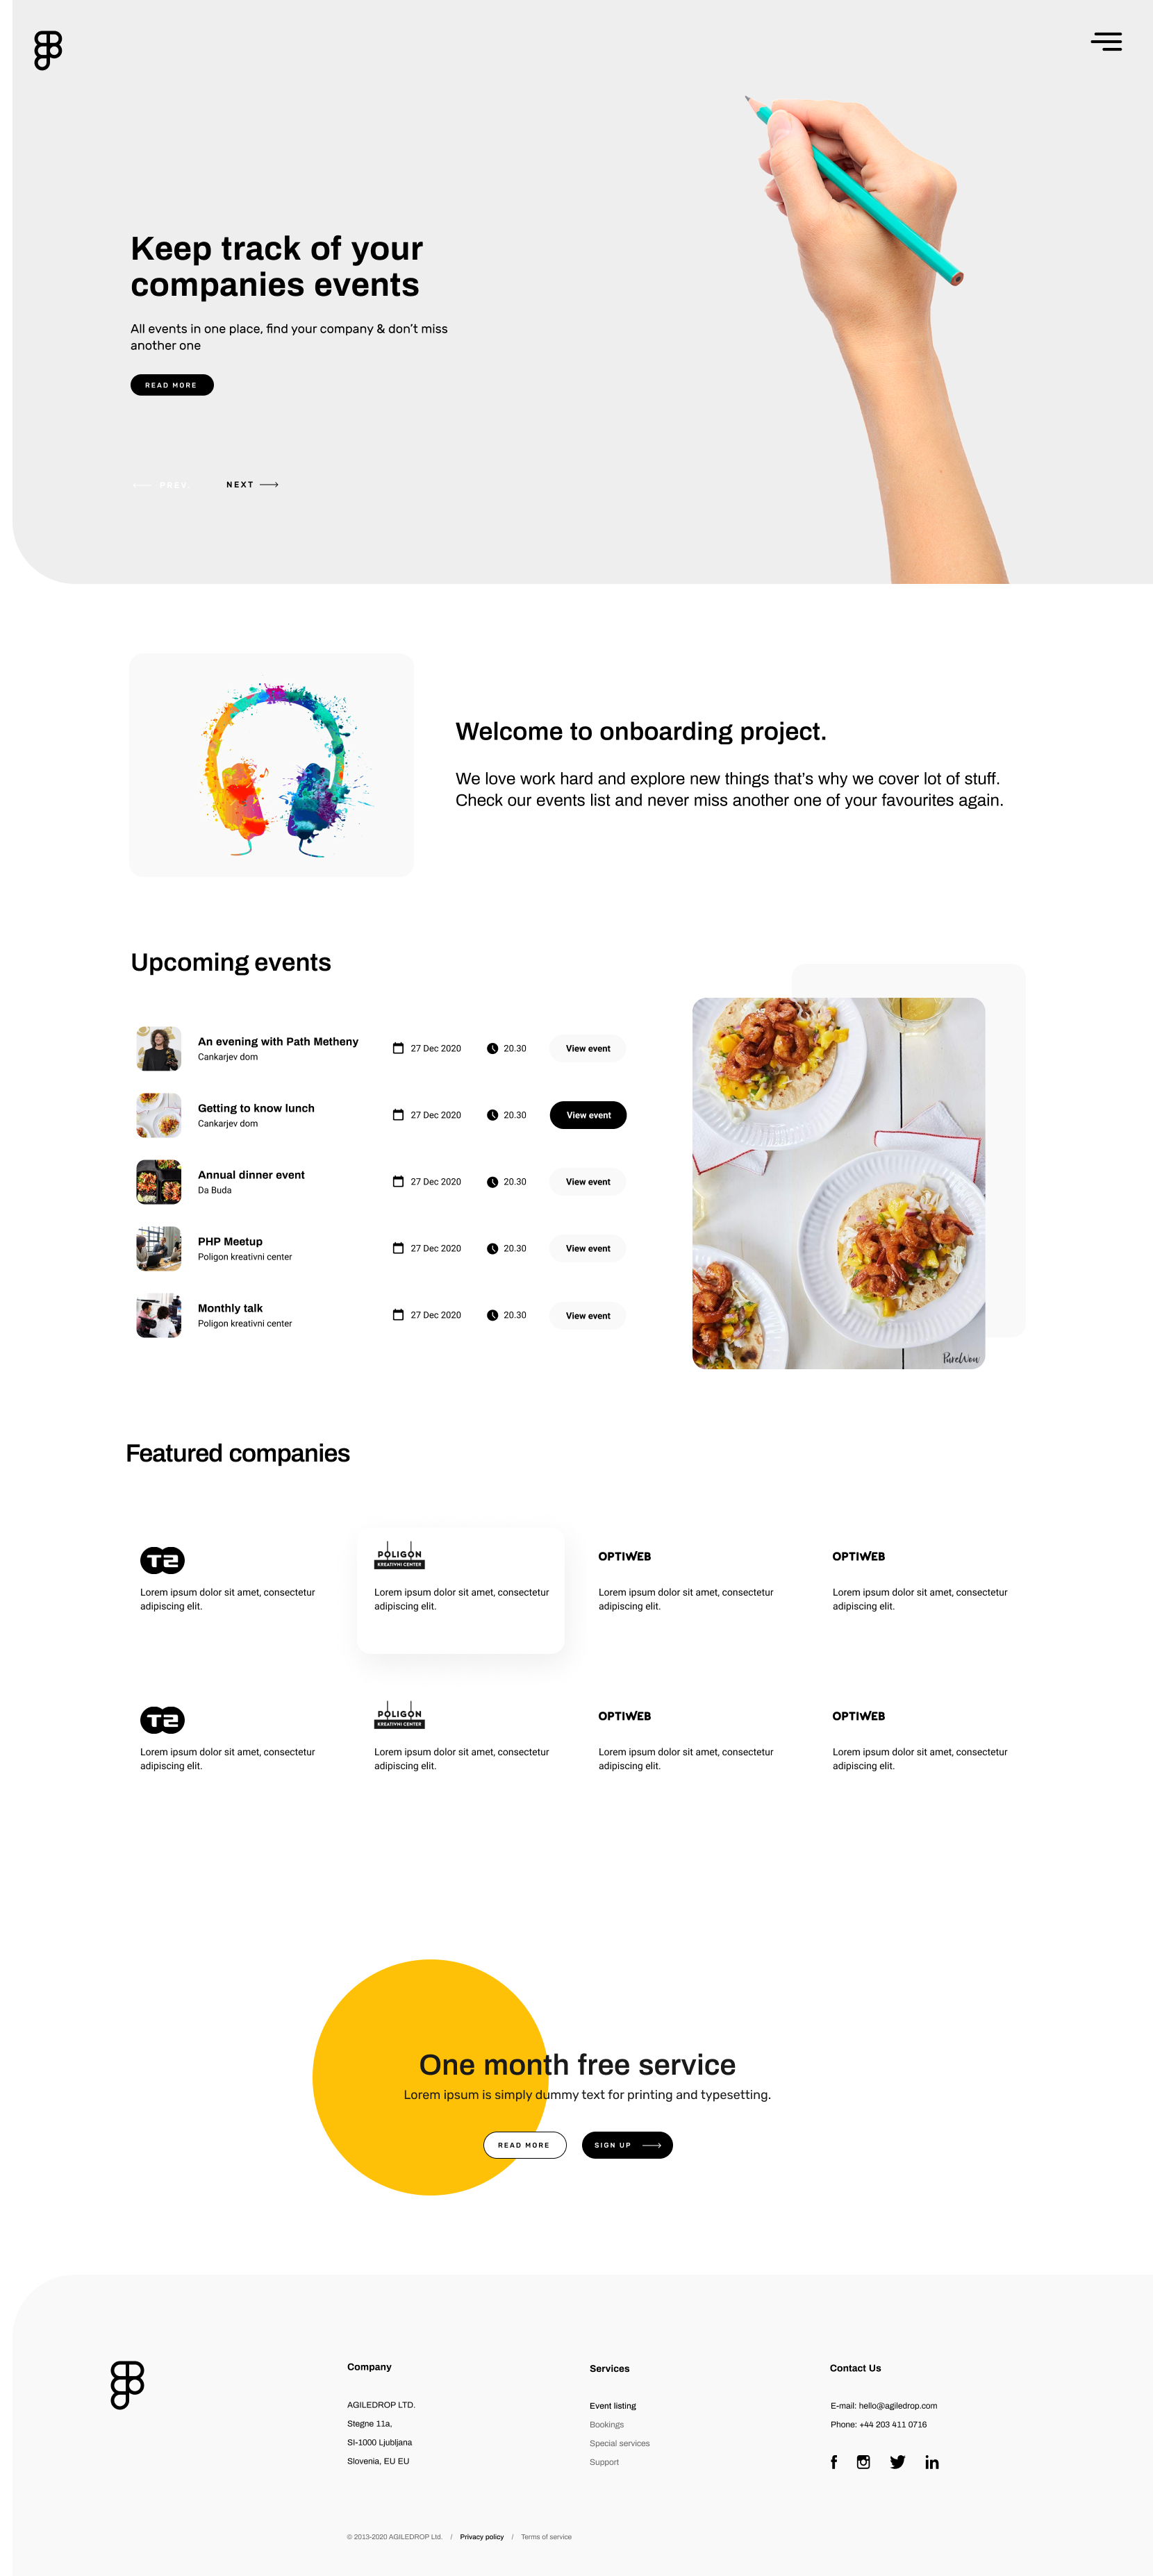 Keep track of your
companies events
All events in one place, find your company & don't miss
another one
READ MORE
PREV.
NEXT
Welcome to onboarding project.
We love work hard and explore new things that's why we cover lot of stuff.
Check our events list and never miss another one of your favourites again.
Upcoming events
An evening with Path Metheny
Cankarjev dom
27 Dec 2020
20.30
View event
Getting to know lunch
Cankarjev dom
27 Dec 2020
20.30
View event
Annual dinner event
Da Buda
27 Dec 2020
20.30
View event
PHP Meetup
Poligon kreativni center
27 Dec 2020
20.30
View event
Monthly talk
Poligon kreativni center
27 Dec 2020
20.30
View event
PureWow
Featured companies
T2
Lorem ipsum dolor sit amet, consectetur
adipiscing elit.
POLIGON
KREATIVNI CENTER
Lorem ipsum dolor sit amet, consectetur
adipiscing elit.
OPTIWEB
Lorem ipsum dolor sit amet, consectetur
adipiscing elit.
OPTIWEB
Lorem ipsum dolor sit amet, consectetur
adipiscing elit.
T2
Lorem ipsum dolor sit amet, consectetur
adipiscing elit.
POLIGON
KREATIVNI CENTER
Lorem ipsum dolor sit amet, consectetur
adipiscing elit.
OPTIWEB
Lorem ipsum dolor sit amet, consectetur
adipiscing elit.
OPTIWEB
Lorem ipsum dolor sit amet, consectetur
adipiscing elit.
One month free service
Lorem ipsum is simply dummy text for printing and typesetting.
READ MORE
SIGN UP
Company
AGILEDROP LTD.
Stegne 11a,
SI-1000 Ljubljana
Slovenia, EU EU
Services
Event listing
Bookings
Special services
Support
Contact Us
E-mail: hello@agiledrop.com
Phone: +44 203 411 0716
© 2013-2020 AGILEDROP Ltd. / Privacy policy / Terms of service